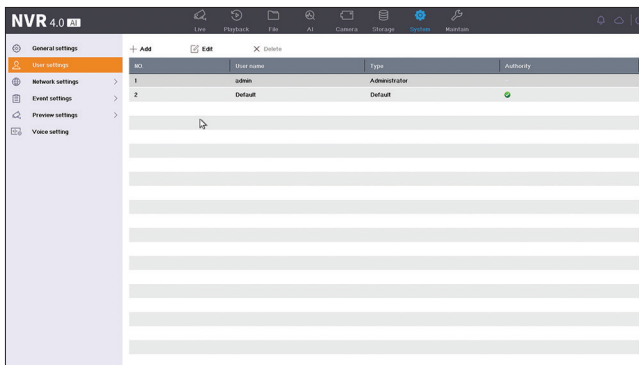 NVR 4.0 AI
Live Playback File AI Camera Storage System Maintain
General settings
User settings
Network settings
Event settings
Preview settings
Voice setting
Add Edit Delete
NO. User name Type Authority
1 admin Administrator
2 Default Default